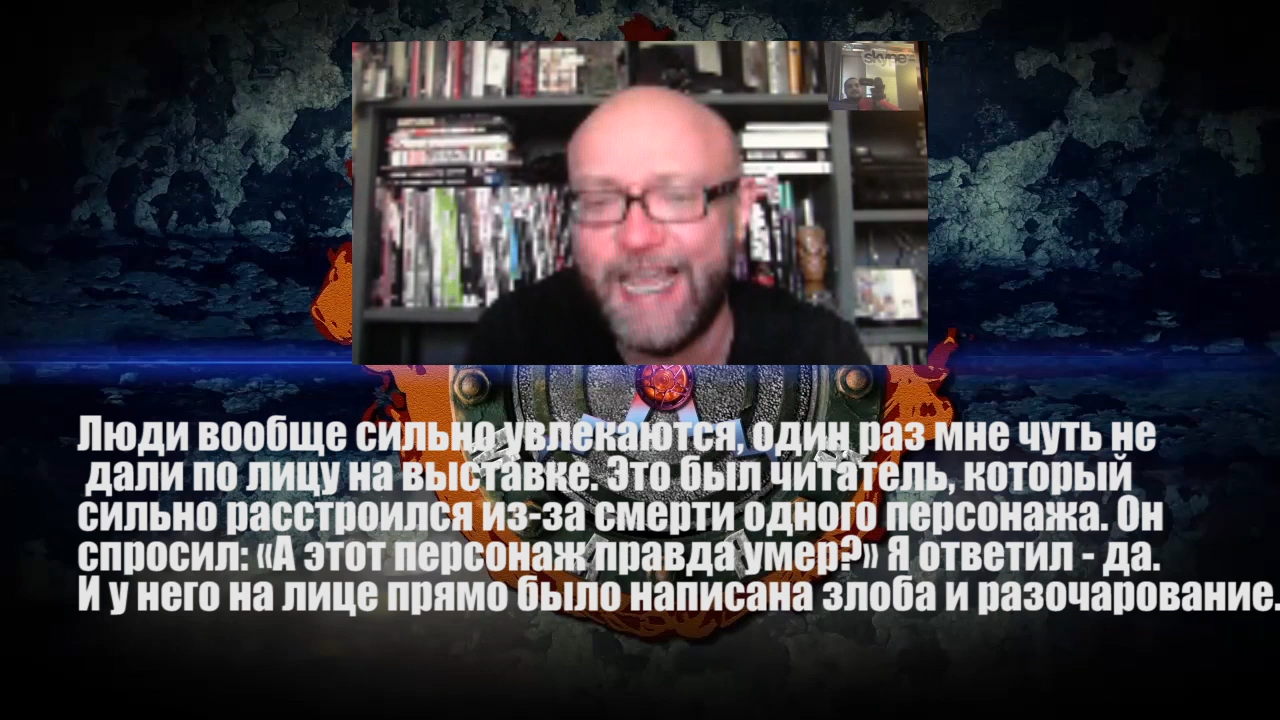 skype
Люди вообще сильно увлекаются, один раз мне чуть не
дали по лицу на выставке. Это был читатель, который
сильно расстроился из-за смерти одного персонажа. Он
спросил: «А этот персонаж правда умер?» Я ответил - да.
И у него на лице прямо было написана злоба и разочарование.